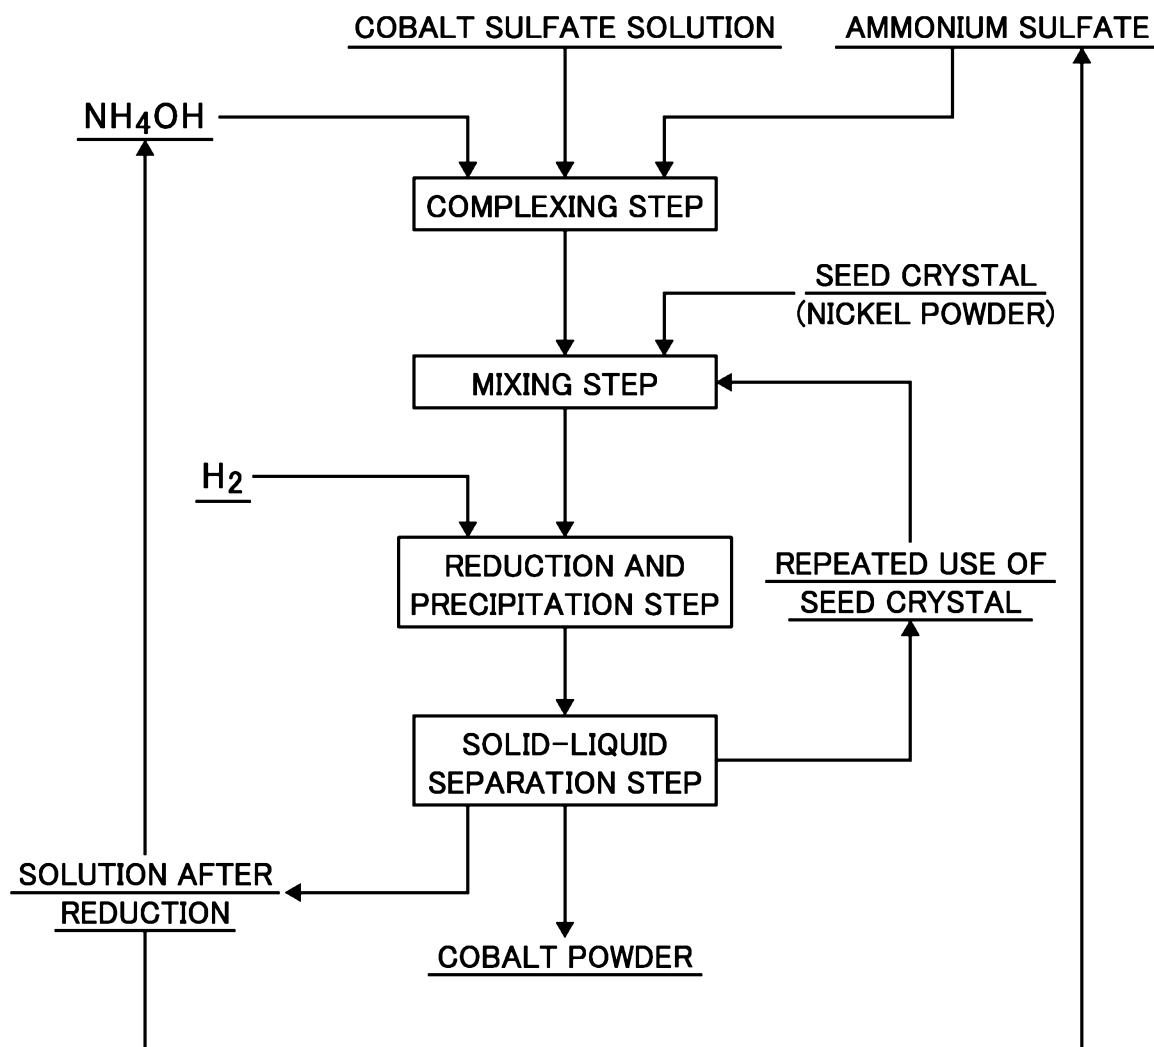 COBALT SULFATE SOLUTION
AMMONIUM SULFATE
NH₄OH
COMPLEXING STEP
SEED CRYSTAL
(NICKEL POWDER)
MIXING STEP
H₂
REDUCTION AND
PRECIPITATION STEP
REPEATED USE OF
SEED CRYSTAL
SOLID-LIQUID
SEPARATION STEP
SOLUTION AFTER
REDUCTION
COBALT POWDER